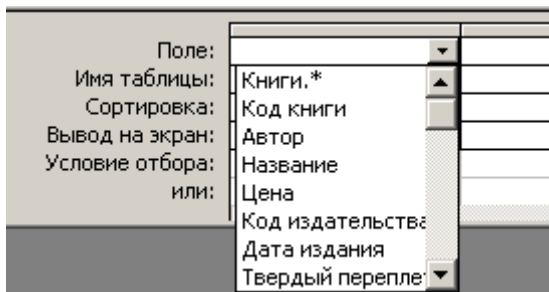 Поле:
Имя таблицы:
Сортировка:
Вывод на экран:
Условие отбора:
или:
Книги.*
Код книги
Автор
Название
Цена
Код издательства
Дата издания
Твердый перепле